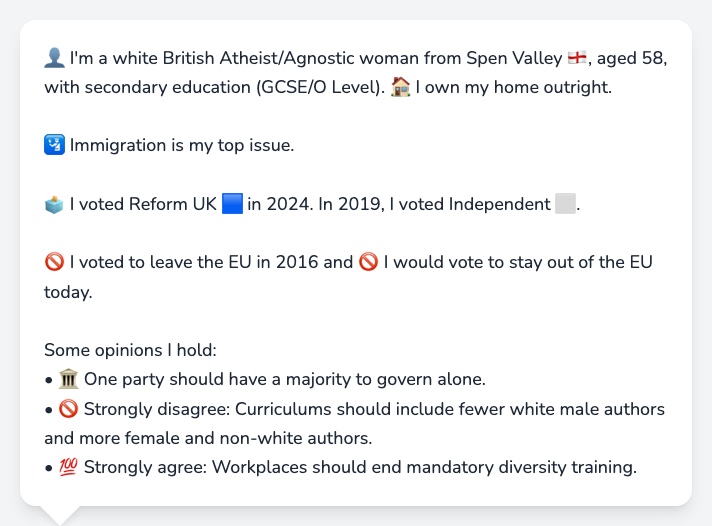 👤 I'm a white British Atheist/Agnostic woman from Spen Valley 🏴󠁧󠁢󠁥󠁮󠁧󠁿, aged 58,
with secondary education (GCSE/O Level). 🏠 I own my home outright.
🛂 Immigration is my top issue.
🗳️ I voted Reform UK 🟦 in 2024. In 2019, I voted Independent ⬜.
🚫 I voted to leave the EU in 2016 and 🚫 I would vote to stay out of the EU
today.
Some opinions I hold:
• 🏛️ One party should have a majority to govern alone.
• 🚫 Strongly disagree: Curriculums should include fewer white male authors
and more female and non-white authors.
• 💯 Strongly agree: Workplaces should end mandatory diversity training.